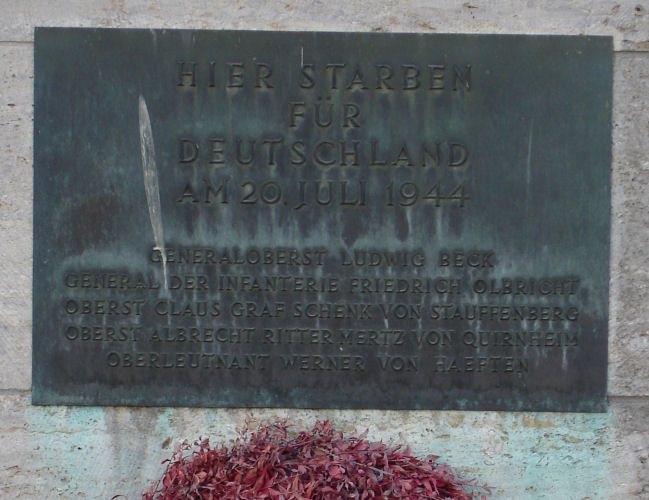 HIER STARBEN
FÜR
DEUTSCHLAND
AM 20. JULI 1944
GENERALOBERST LUDWIG BECK
GENERAL DER INFANTERIE FRIEDRICH OLBRICHT
OBERST CLAUS GRAF SCHENK VON STAUFFENBERG
OBERST ALBRECHT RITTER MERTZ VON QUIRNHEIM
OBERLEUTNANT WERNER VON HAEFTEN